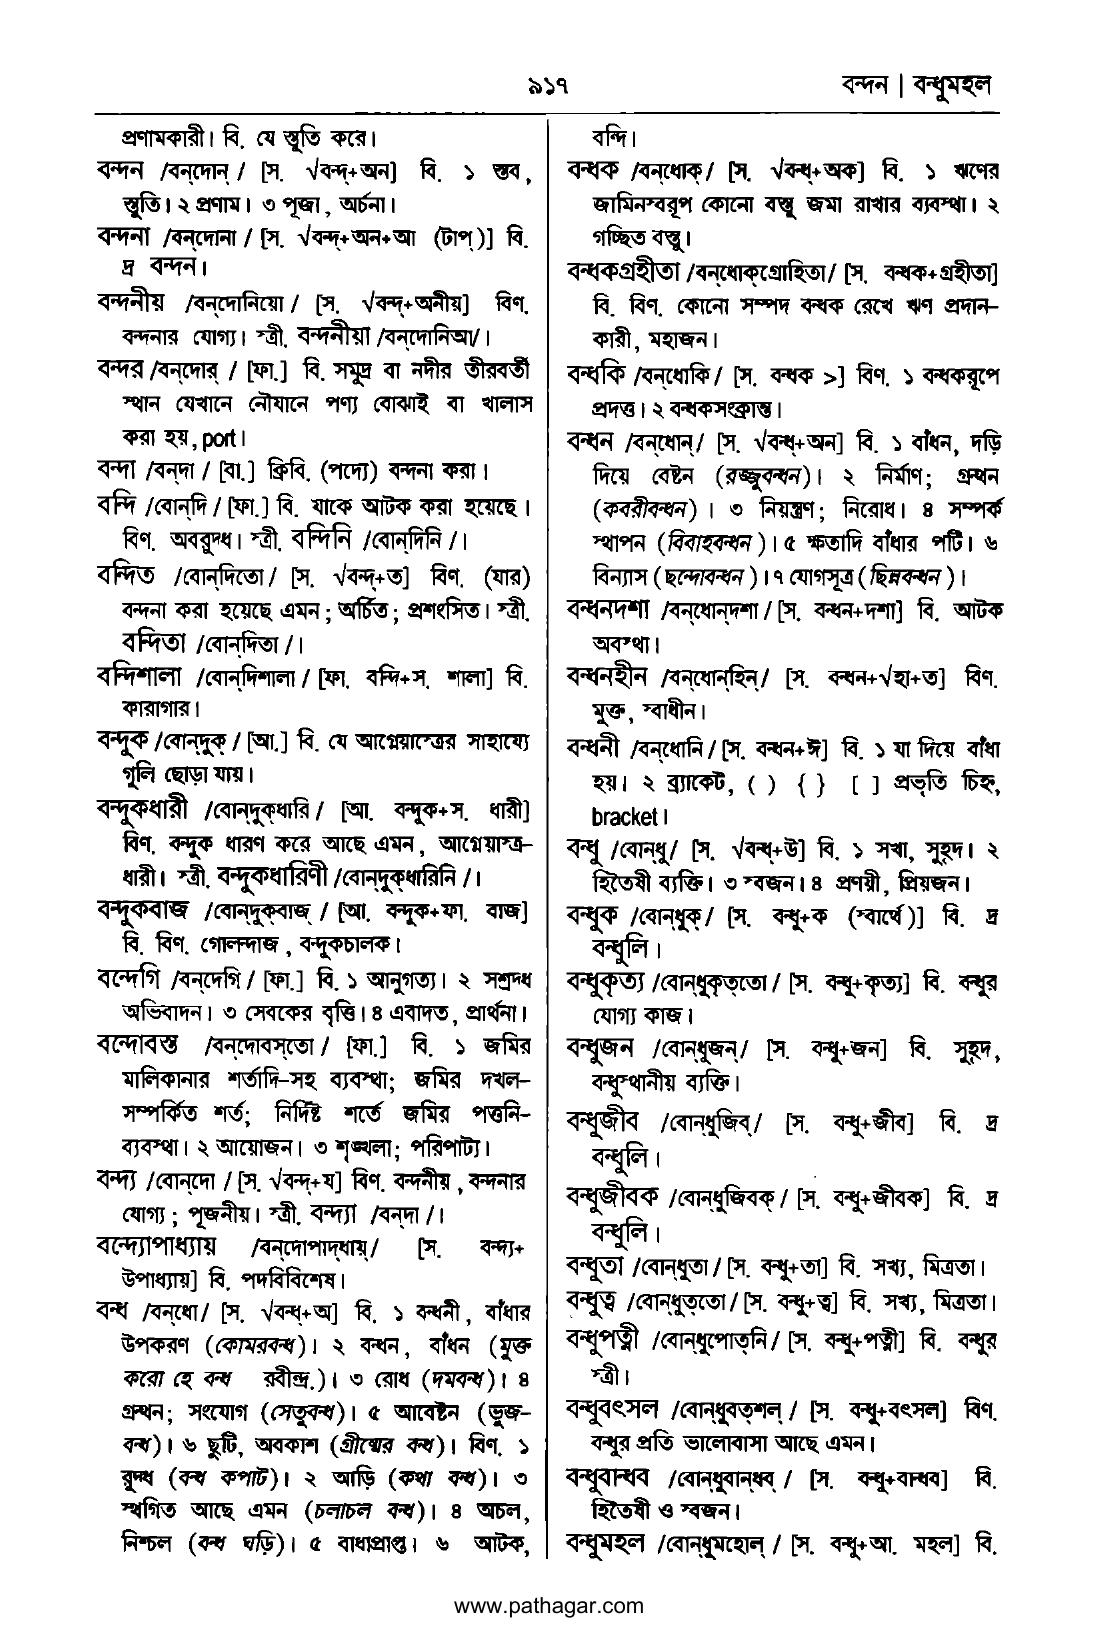 ৯১৭
বন্দন | বন্ধুমহল
প্রণামকারী। বি. যে স্তুতি করে।
বন্দন /বন্‌দোন্‌ / [স. √বন্দ্‌+অন] বি. ১ স্তব,
স্তুতি। ২ প্রণাম। ৩ পূজা, অর্চনা।
বন্দনা /বন্‌দোনা / [স. √বন্দ্‌+অন+আ (টাপ্‌)] বি.
দ্র বন্দন।
বন্দনীয় /বন্‌দোনিয়ো / [স. √বন্দ্‌+অনীয়] বিণ.
বন্দনার যোগ্য। স্ত্রী. বন্দনীয়া /বন্‌দোনিআ/।
বন্দর /বন্‌দোর্‌ / [ফা.] বি. সমুদ্র বা নদীর তীরবর্তী
স্থান যেখানে নৌযানে পণ্য বোঝাই বা খালাস
করা হয়, port।
বন্দা /বন্‌দা / [বা.] ক্রিবি. (পদ্যে) বন্দনা করা।
বন্দি /বোন্‌দি / [ফা.] বি. যাকে আটক করা হয়েছে।
বিণ. অবরুদ্ধ। স্ত্রী. বন্দিনি /বোন্‌দিনি /।
বন্দিত /বোন্‌দিতো / [স. √বন্দ্‌+ত] বিণ. (যার)
বন্দনা করা হয়েছে এমন ; অর্চিত ; প্রশংসিত। স্ত্রী.
বন্দিতা /বোন্‌দিতা /।
বন্দিশালা /বোন্‌দিশালা / [ফা. বন্দি+স. শালা] বি.
কারাগার।
বন্দুক /বোন্‌দুক্‌ / [আ.] বি. যে আগ্নেয়াস্ত্রের সাহায্যে
গুলি ছোড়া যায়।
বন্দুকধারী /বোন্‌দুক্‌ধারি / [আ. বন্দুক+স. ধারী]
বিণ. বন্দুক ধারণ করে আছে এমন, আগ্নেয়াস্ত্র–
ধারী। স্ত্রী. বন্দুকধারিণী /বোন্‌দুক্‌ধারিনি /।
বন্দুকবাজ /বোন্‌দুক্‌বাজ্‌ / [আ. বন্দুক+ফা. বাজ]
বি. বিণ. গোলন্দাজ, বন্দুকচালক।
বন্দেগি /বন্‌দেগি / [ফা.] বি. ১ আনুগত্য। ২ সশ্রদ্ধ
অভিবাদন। ৩ সেবকের বৃত্তি। ৪ এবাদত, প্রার্থনা।
বন্দোবস্ত /বন্‌দোবস্‌তো / [ফা.] বি. ১ জমির
মালিকানার শর্তাদি–সহ ব্যবস্থা; জমির দখল–
সম্পর্কিত শর্ত; নির্দিষ্ট শর্তে জমির পত্তনি–
ব্যবস্থা। ২ আয়োজন। ৩ শৃঙ্খলা; পরিপাট্য।
বন্দ্য /বোন্‌দো / [স. √বন্দ্‌+য] বিণ. বন্দনীয়, বন্দনার
যোগ্য ; পূজনীয়। স্ত্রী. বন্দ্যা /বন্‌দা /।
বন্দ্যোপাধ্যায় /বন্‌দোপাদ্‌ধায়্‌/ [স. বন্দ্য+
উপাধ্যায়] বি. পদবিবিশেষ।
বন্ধ /বন্‌ধো/ [স. √বন্ধ্‌+অ] বি. ১ বন্ধনী, বাঁধার
উপকরণ (কোমরবন্ধ)। ২ বন্ধন, বাঁধন (মুক্ত
করো হে বন্ধ রবীন্দ্র.)। ৩ রোধ (দমবন্ধ)। ৪
গ্রন্থন; সংযোগ (সেতুবন্ধ)। ৫ আবেষ্টন (ভুজ–
বন্ধ)। ৬ ছুটি, অবকাশ (গ্রীষ্মের বন্ধ)। বিণ. ১
রুদ্ধ (বন্ধ কপাট)। ২ আড়ি (কথা বন্ধ)। ৩
স্থগিত আছে এমন (চলাচল বন্ধ)। ৪ অচল,
নিশ্চল (বন্ধ ঘড়ি)। ৫ বাধাপ্রাপ্ত। ৬ আটক,
বন্দি।
বন্ধক /বন্‌ধোক্‌/ [স. √বন্ধ্‌+অক] বি. ১ ঋণের
জামিনস্বরূপ কোনো বস্তু জমা রাখার ব্যবস্থা। ২
গচ্ছিত বস্তু।
বন্ধকগ্রহীতা /বন্‌ধোক্‌গ্রোহিতা/ [স. বন্ধক+গ্রহীতা]
বি. বিণ. কোনো সম্পদ বন্ধক রেখে ঋণ প্রদান–
কারী, মহাজন।
বন্ধকি /বন্‌ধোকি / [স. বন্ধক >] বিণ. ১ বন্ধকরূপে
প্রদত্ত। ২ বন্ধকসংক্রান্ত।
বন্ধন /বন্‌ধোন্‌/ [স. √বন্ধ্‌+অন] বি. ১ বাঁধন, দড়ি
দিয়ে বেষ্টন (রজ্জুবন্ধন)। ২ নির্মাণ; গ্রন্থন
(কবরীবন্ধন) । ৩ নিয়ন্ত্রণ; নিরোধ। ৪ সম্পর্ক
স্থাপন (বিবাহবন্ধন)। ৫ ক্ষতাদি বাঁধার পটি। ৬
বিন্যাস (ছন্দোবন্ধন)। ৭ যোগসূত্র (ছিন্নবন্ধন)।
বন্ধনদশা /বন্‌ধোন্‌দশা / [স. বন্ধন+দশা] বি. আটক
অবস্থা।
বন্ধনহীন /বন্‌ধোন্‌হিন্‌/ [স. বন্ধন+√হা+ত] বিণ.
মুক্ত, স্বাধীন।
বন্ধনী /বন্‌ধোনি / [স. বন্ধন+ঈ] বি. ১ যা দিয়ে বাঁধা
হয়। ২ ব্র্যাকেট, ( ) { } [ ] প্রভৃতি চিহ্ন,
bracket।
বন্ধু /বোন্‌ধু/ [স. √বন্ধ্‌+উ] বি. ১ সখা, সুহৃদ। ২
হিতৈষী ব্যক্তি। ৩ স্বজন। ৪ প্রণয়ী, প্রিয়জন।
বন্ধুক /বোন্‌ধুক্‌/ [স. বন্ধু+ক (স্বার্থে)] বি. দ্র
বন্ধুলি।
বন্ধুকৃত্য /বোন্‌ধুকৃত্‌তো / [স. বন্ধু+কৃত্য] বি. বন্ধুর
যোগ্য কাজ।
বন্ধুজন /বোন্‌ধুজন্‌/ [স. বন্ধু+জন] বি. সুহৃদ,
বন্ধুস্থানীয় ব্যক্তি।
বন্ধুজীব /বোন্‌ধুজিব্‌/ [স. বন্ধু+জীব] বি. দ্র
বন্ধুলি।
বন্ধুজীবক /বোন্‌ধুজিবক্‌ / [স. বন্ধু+জীবক] বি. দ্র
বন্ধুলি।
বন্ধুতা /বোন্‌ধুতা / [স. বন্ধু+তা] বি. সখ্য, মিত্রতা।
বন্ধুত্ব /বোন্‌ধুত্‌তো / [স. বন্ধু+ত্ব] বি. সখ্য, মিত্রতা।
বন্ধুপত্নী /বোন্‌ধুপোত্‌নি / [স. বন্ধু+পত্নী] বি. বন্ধুর
স্ত্রী।
বন্ধুবৎসল /বোন্‌ধুবত্‌শল্‌ / [স. বন্ধু+বৎসল] বিণ.
বন্ধুর প্রতি ভালোবাসা আছে এমন।
বন্ধুবান্ধব /বোন্‌ধুবান্‌ধব্‌ / [স. বন্ধু+বান্ধব] বি.
হিতৈষী ও স্বজন।
বন্ধুমহল /বোন্‌ধুমহোল্‌ / [স. বন্ধু+আ. মহল] বি.
www.pathagar.com